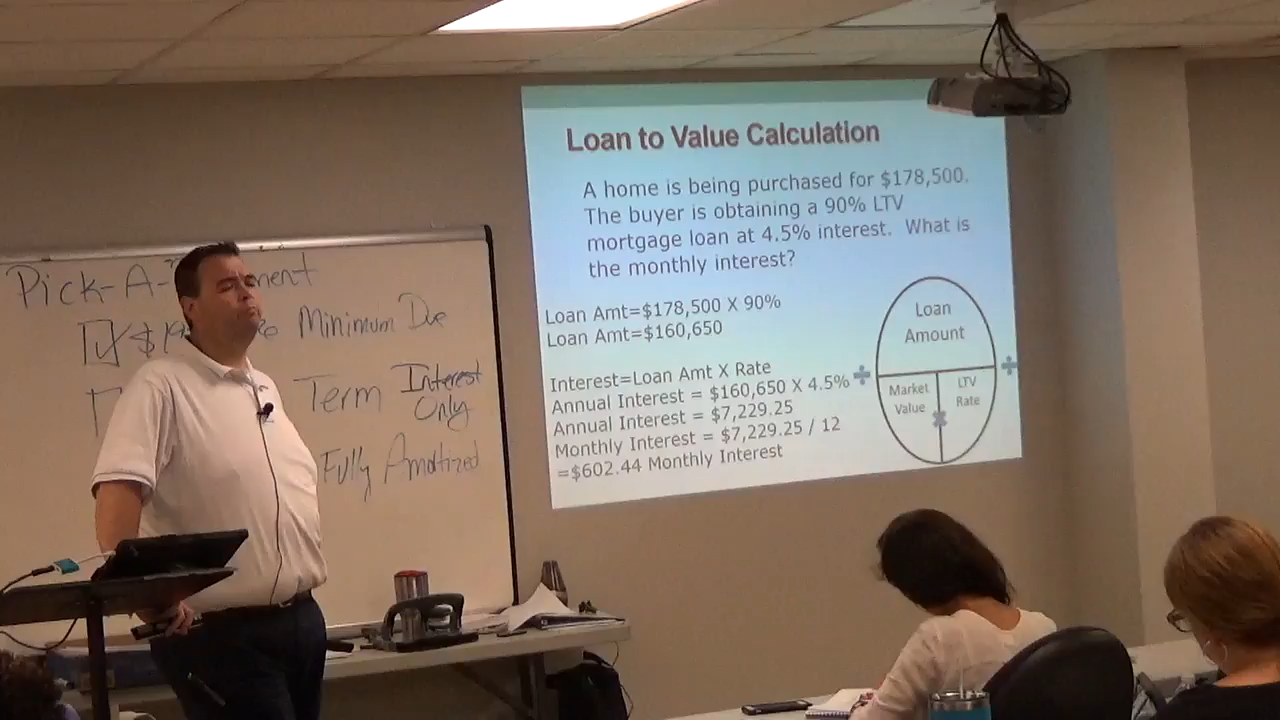 Loan to Value Calculation
A home is being purchased for $178,500.
The buyer is obtaining a 90% LTV
mortgage loan at 4.5% interest. What is
the monthly interest?
Loan Amt=$178,500 X 90%
Loan Amt=$160,650
Interest=Loan Amt X Rate
Annual Interest = $160,650 X 4.5%
Annual Interest = $7,229.25
Monthly Interest = $7,229.25 / 12
=$602.44 Monthly Interest
Loan
Amount
÷ ÷
Market
Value
LTV
Rate
×
Pick-A-
Minimum Due
Term Interest
Only
Fully Amotized